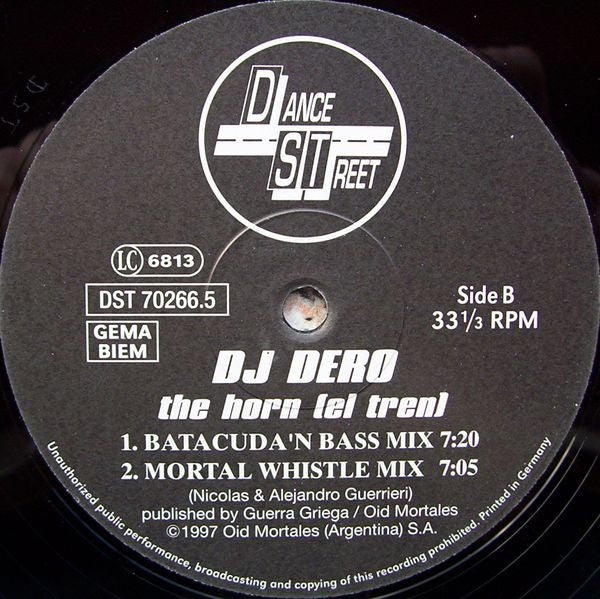 DANCE
STREET
LC 6813
DST 70266.5
GEMA
BIEM
Side B
33 1/3 RPM
DJ DERO
the horn (el tren)
1. BATACUDA'N BASS MIX 7:20
2. MORTAL WHISTLE MIX 7:05
(Nicolas & Alejandro Guerrieri)
published by Guerra Griega / Oid Mortales
©1997 Oid Mortales (Argentina) S.A.
Unauthorized public performance, broadcasting and copying of this recording prohibited. Printed in Germany